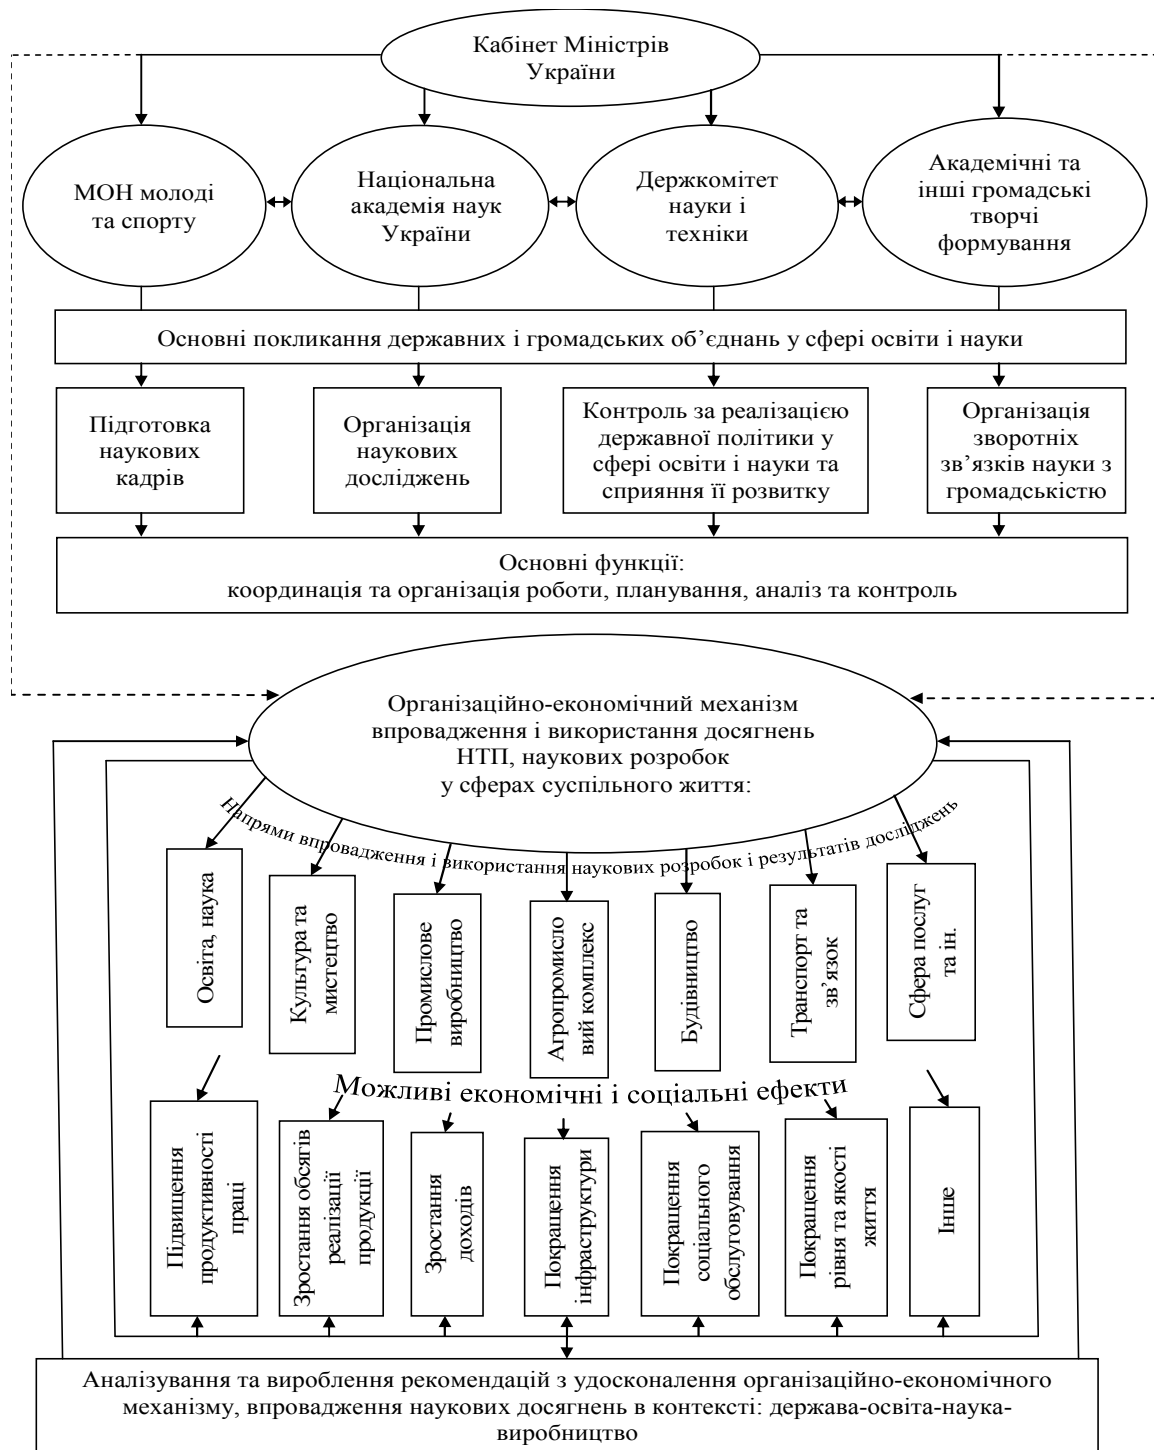 Кабінет Міністрів
України
МОН молоді
та спорту
Національна
академія наук
України
Держкомітет
науки і
техніки
Академічні та
інші громадські
творчі
формування
Основні покликання державних і громадських об’єднань у сфері освіти і науки
Підготовка
наукових
кадрів
Організація
наукових
досліджень
Контроль за реалізацією
державної політики у
сфері освіти і науки та
сприяння її розвитку
Організація
зворотніх
зв’язків науки з
громадськістю
Основні функції:
координація та організація роботи, планування, аналіз та контроль
Організаційно-економічний механізм
впровадження і використання досягнень
НТП, наукових розробок
у сферах суспільного життя:
Напрями впровадження і використання наукових розробок і результатів досліджень
Освіта, наука
Культура та
мистецтво
Промислове
виробництво
Агропромисло
вий комплекс
Будівництво
Транспорт та
зв’язок
Сфера послуг
та ін.
Можливі економічні і соціальні ефекти
Підвищення
продуктивності
праці
Зростання обсягів
реалізації
продукції
Зростання
доходів
Покращення
інфраструктури
Покращення
соціального
обслуговування
Покращення
рівня та якості
життя
Інше
Аналізування та вироблення рекомендацій з удосконалення організаційно-економічного
механізму, впровадження наукових досягнень в контексті: держава-освіта-наука-
виробництво